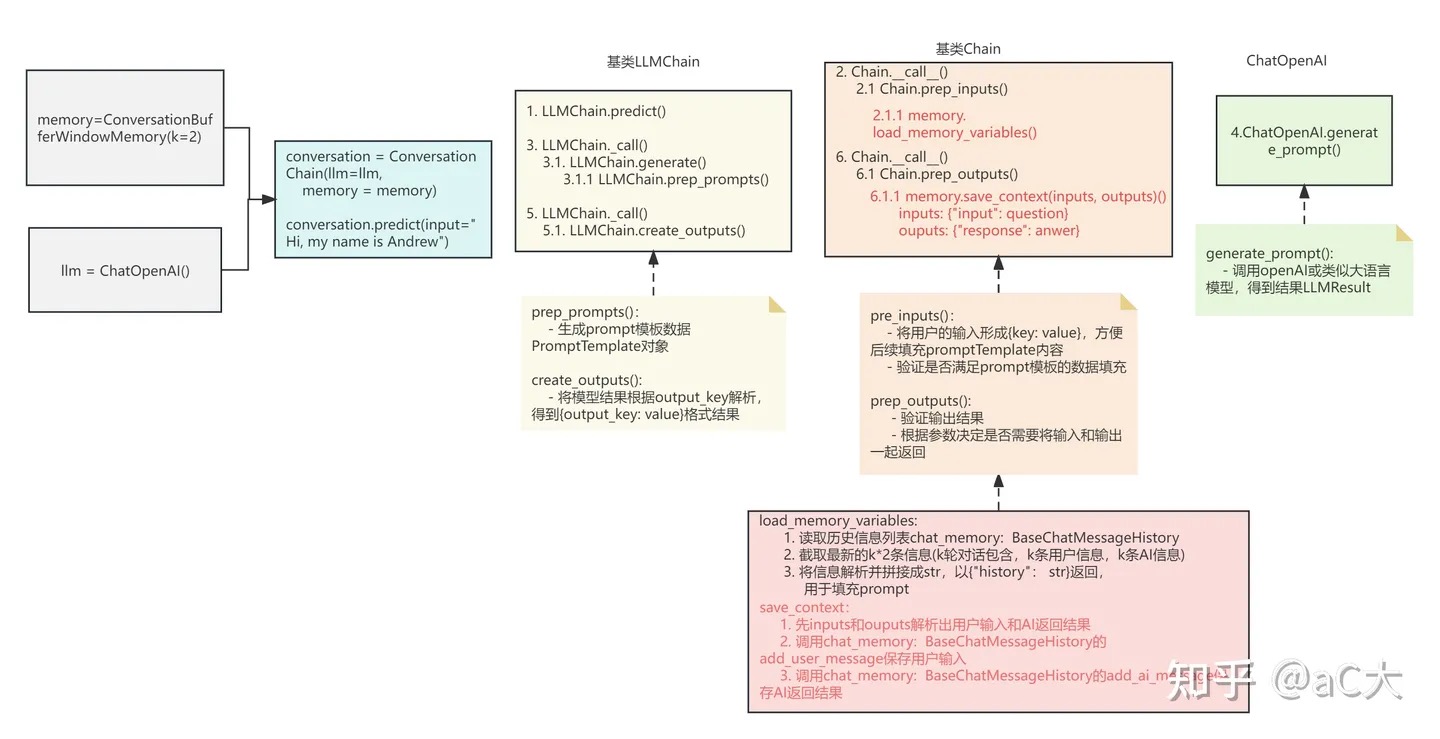 memory=ConversationBuf
ferWindowMemory(k=2)
llm = ChatOpenAI()
conversation = Conversation
Chain(llm=llm,
memory = memory)
conversation.predict(input="
Hi, my name is Andrew")
基类LLMChain
1. LLMChain.predict()
3. LLMChain._call()
3.1. LLMChain.generate()
3.1.1 LLMChain.prep_prompts()
5. LLMChain._call()
5.1. LLMChain.create_outputs()
prep_prompts():
- 生成prompt模板数据
PromptTemplate对象
create_outputs():
- 将模型结果根据output_key解析，
得到{output_key: value}格式结果
基类Chain
2. Chain.__call__()
2.1 Chain.prep_inputs()
2.1.1 memory.
load_memory_variables()
6. Chain.__call__()
6.1 Chain.prep_outputs()
6.1.1 memory.save_context(inputs, outputs)()
inputs: {"input": question}
ouputs: {"response": anwer}
pre_inputs():
- 将用户的输入形成{key: value}，方便
后续填充promptTemplate内容
- 验证是否满足prompt模板的数据填充
prep_outputs():
- 验证输出结果
- 根据参数决定是否需要将输入和输出
一起返回
load_memory_variables:
1. 读取历史信息列表chat_memory: BaseChatMessageHistory
2. 截取最新的k*2条信息(k轮对话包含，k条用户信息，k条AI信息)
3. 将信息解析并拼接成str，以{"history": str}返回，
用于填充prompt
save_context:
1. 先inputs和ouputs解析出用户输入和AI返回结果
2. 调用chat_memory: BaseChatMessageHistory的
add_user_message保存用户输入
3. 调用chat_memory: BaseChatMessageHistory的add_ai_message
存AI返回结果
ChatOpenAI
4.ChatOpenAI.generat
e_prompt()
generate_prompt():
- 调用openAI或类似大语言
模型，得到结果LLMResult
知乎 @aC大